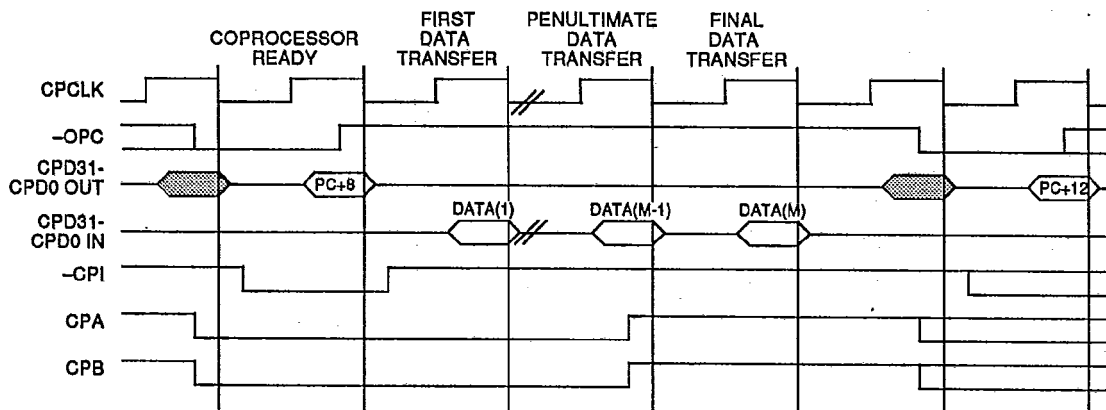 COPROCESSOR
READY
FIRST
DATA
TRANSFER
PENULTIMATE
DATA
TRANSFER
FINAL
DATA
TRANSFER
CPCLK
–OPC
CPD31-
CPD0 OUT
PC+8
PC+12
CPD31-
CPD0 IN
DATA(1)
DATA(M-1)
DATA(M)
–CPI
CPA
CPB